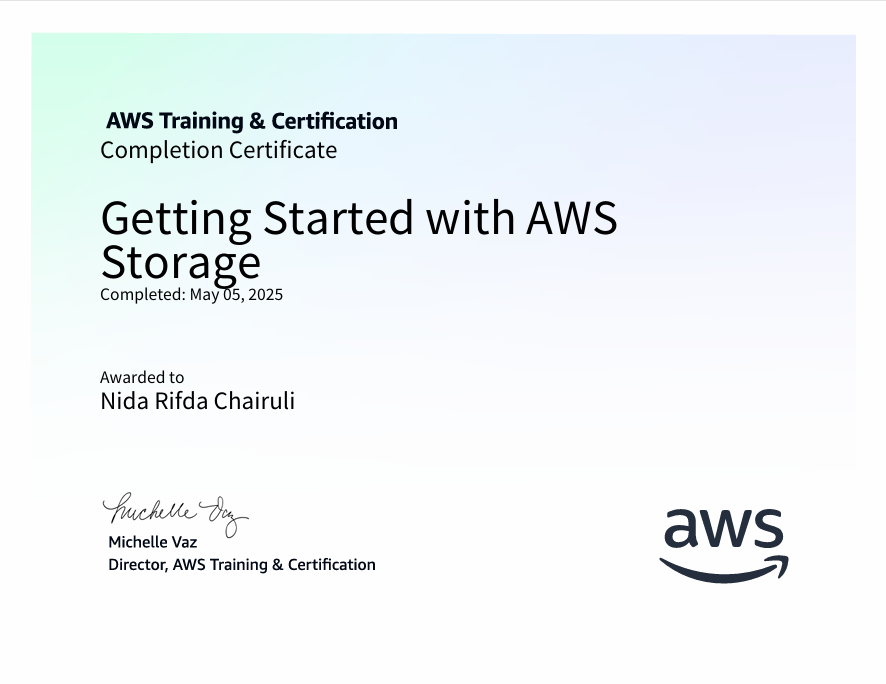 AWS Training & Certification
Completion Certificate
Getting Started with AWS
Storage
Completed: May 05, 2025
Awarded to
Nida Rifda Chairuli
Michelle Vaz
Michelle Vaz
Director, AWS Training & Certification
aws